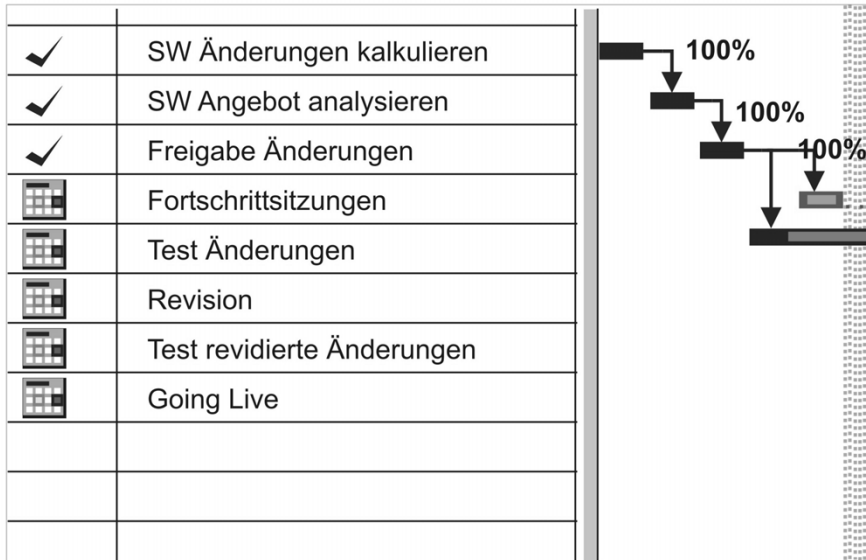 SW Änderungen kalkulieren
100%
SW Angebot analysieren
100%
Freigabe Änderungen
100%
Fortschrittsitzungen
Test Änderungen
Revision
Test revidierte Änderungen
Going Live